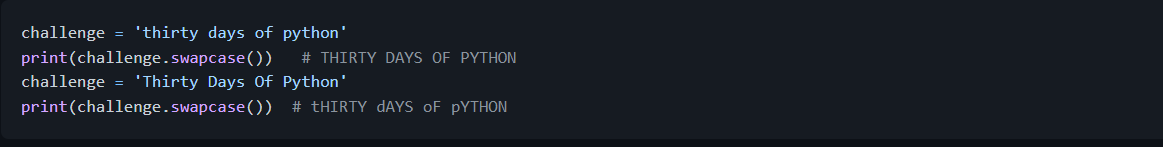 challenge = 'thirty days of python'
print(challenge.swapcase())   # THIRTY DAYS OF PYTHON
challenge = 'Thirty Days Of Python'
print(challenge.swapcase())  # tHIRTY dAYS oF pYTHON